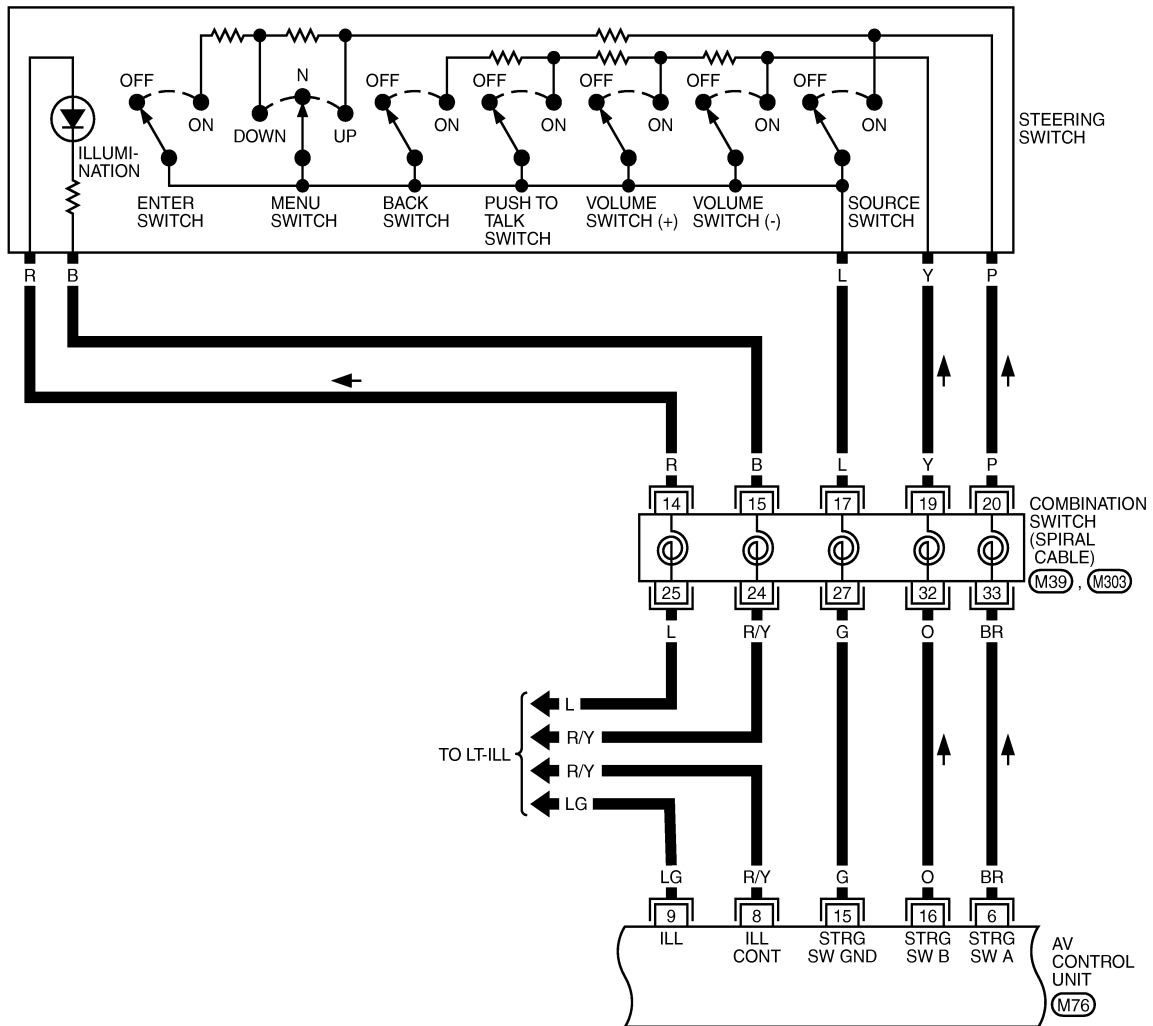 N
OFF
OFF OFF OFF OFF OFF
ON DOWN UP ON ON ON ON ON
STEERING
SWITCH
ILLUMI-
NATION
ENTER
SWITCH
MENU
SWITCH
BACK
SWITCH
PUSH TO
TALK
SWITCH
VOLUME
SWITCH (+)
VOLUME
SWITCH (-)
SOURCE
SWITCH
R B L Y P
R B L Y P
14 15 17 19 20
COMBINATION
SWITCH
(SPIRAL
CABLE)
M39 , M303
25 24 27 32 33
L R/Y G O BR
L
R/Y
TO LT-ILL
R/Y
LG
LG R/Y G O BR
9 8 15 16 6
ILL
ILL
CONT
STRG
SW GND
STRG
SW B
STRG
SW A
AV
CONTROL
UNIT
M76